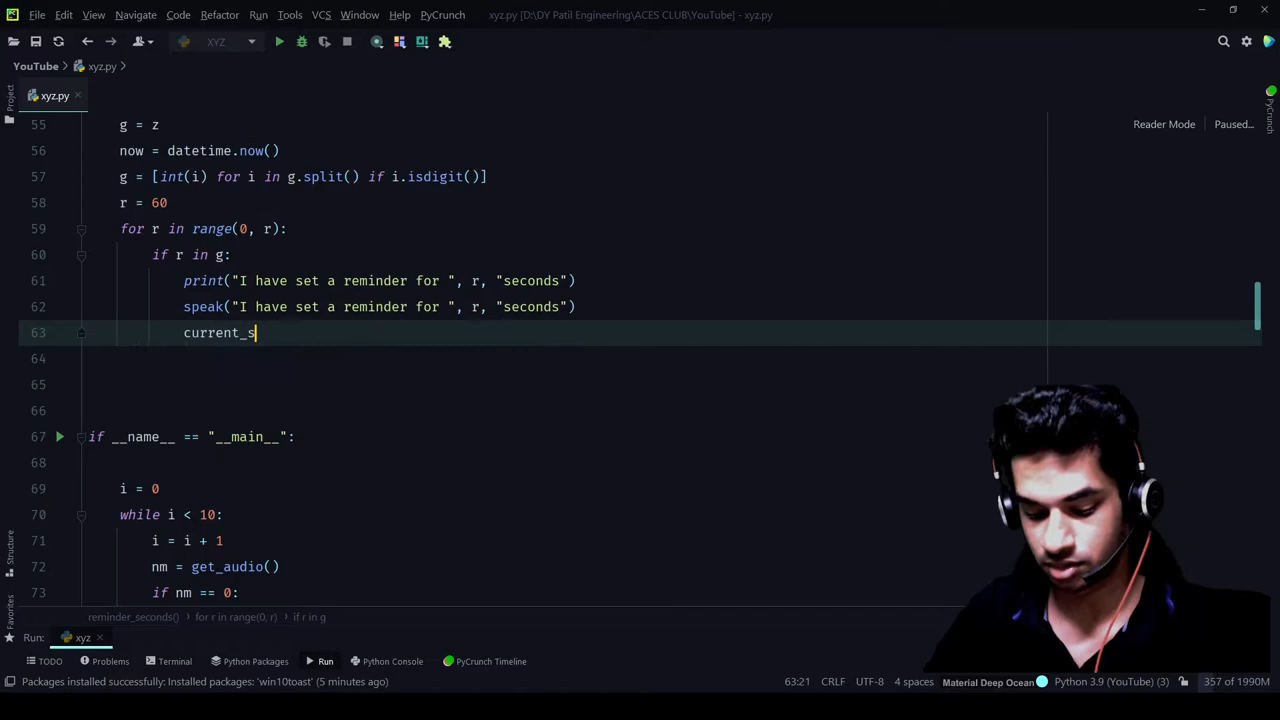 File Edit View Navigate Code Refactor Run Tools VCS Window Help PyCrunch xyz.py [D:\DY Patil Engineering\ACES CLUB\YouTube] - xyz.py
XYZ
YouTube xyz.py
xyz.py
Project
PyCrunch
Reader Mode Paused...
55 g = z
56 now = datetime.now()
57 g = [int(i) for i in g.split() if i.isdigit()]
58 r = 60
59 for r in range(0, r):
60 if r in g:
61 print("I have set a reminder for ", r, "seconds")
62 speak("I have set a reminder for ", r, "seconds")
63 current_s
64
65
66
67 if __name__ == "__main__":
68
69 i = 0
70 while i < 10:
71 i = i + 1
72 nm = get_audio()
73 if nm == 0:
Structure
Favorites
reminder_seconds() for r in range(0, r) if r in g
Run: xyz
TODO Problems Terminal Python Packages Run Python Console PyCrunch Timeline
Packages installed successfully: Installed packages: 'win10toast' (5 minutes ago) 63:21 CRLF UTF-8 4 spaces Material Deep Ocean Python 3.9 (YouTube) (3) 357 of 1990M